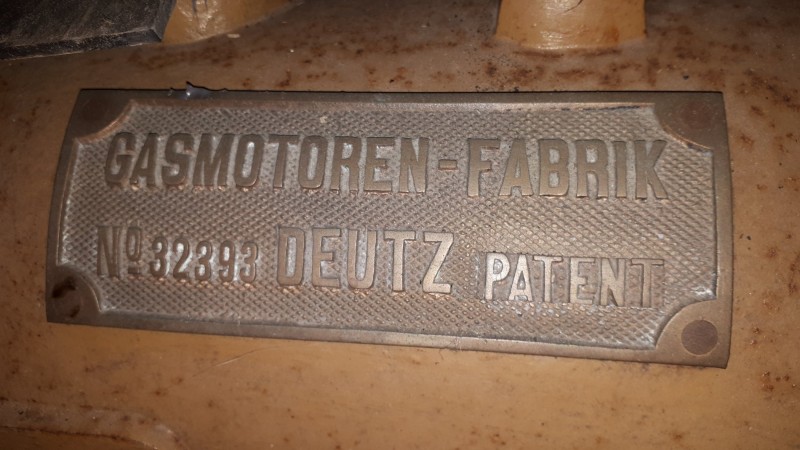 GASMOTOREN-FABRIK
Nº 32393 DEUTZ PATENT